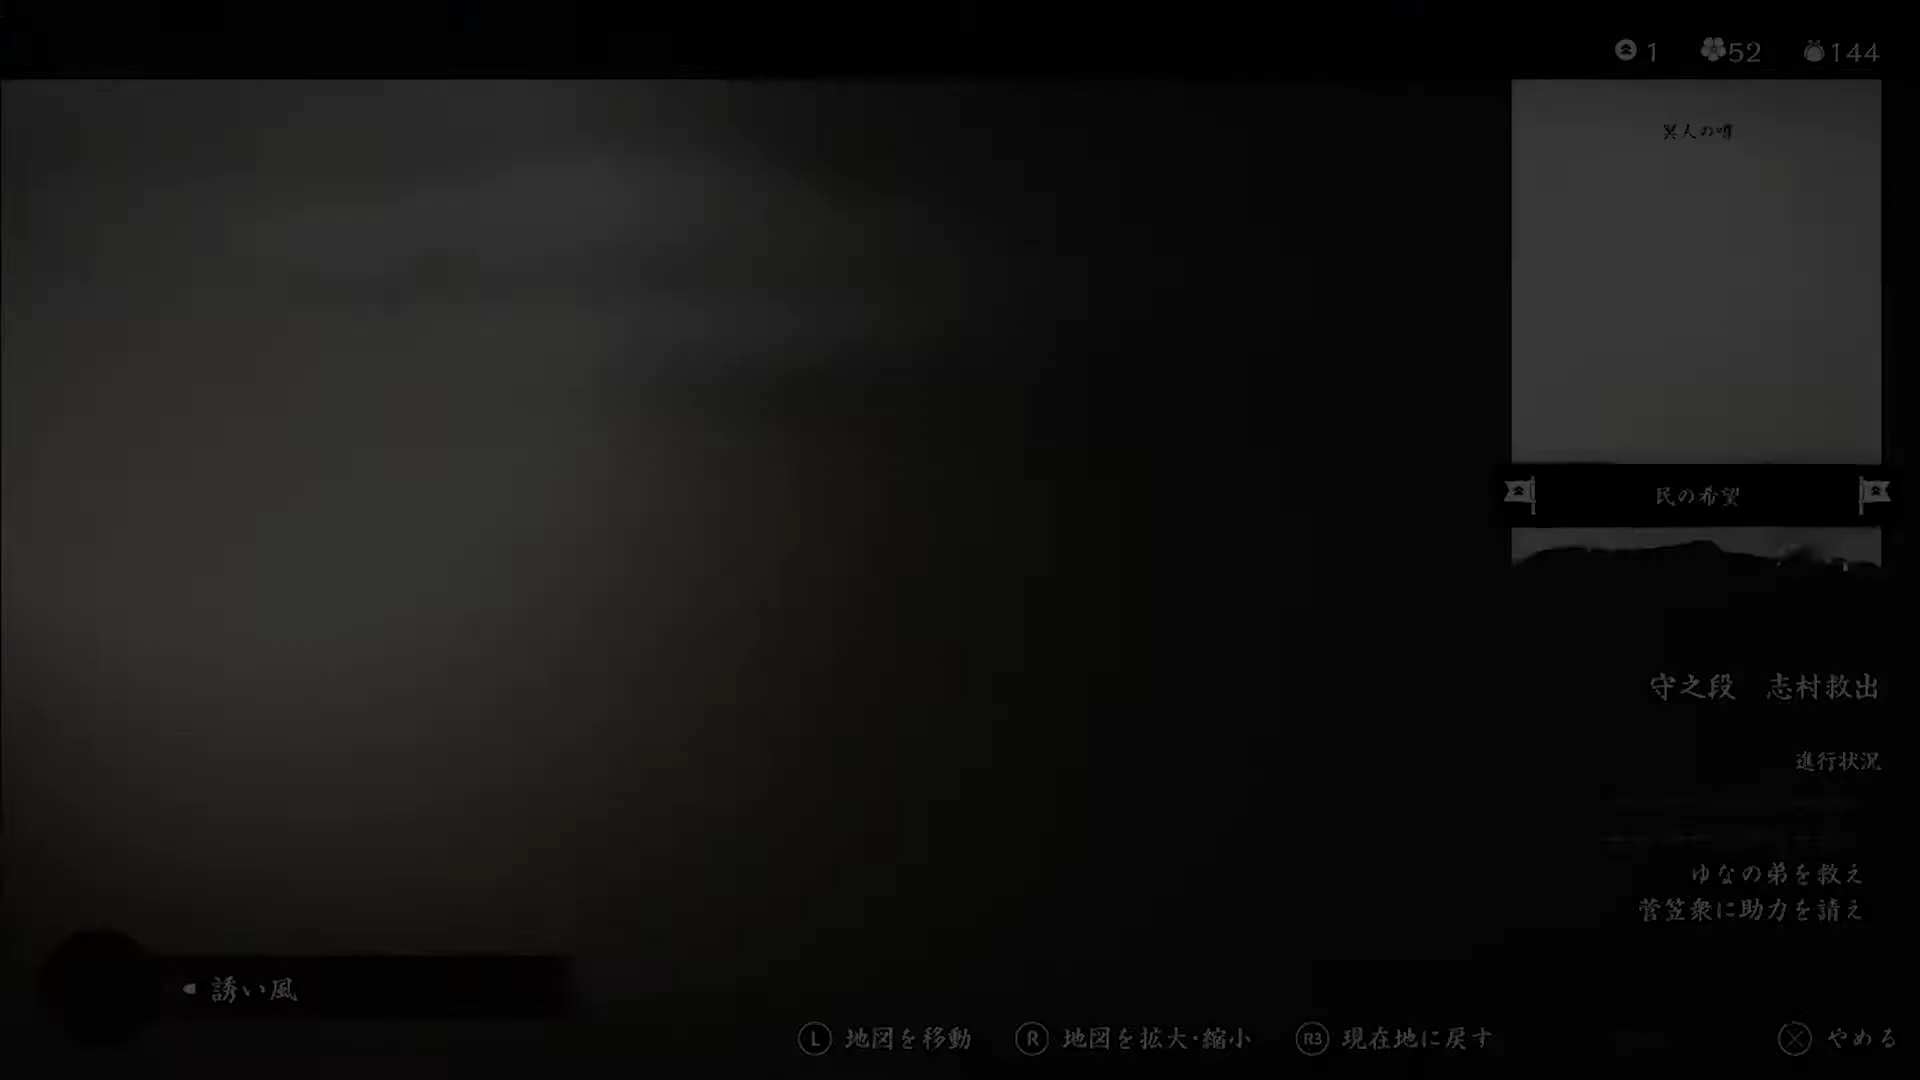 1 52 144
冥人の噂
民の希望
守之段 志村救出
進行状況
ゆなの弟を救え
菅笠衆に助力を請え
誘い風
L 地図を移動 R 地図を拡大・縮小 R3 現在地に戻す やめる